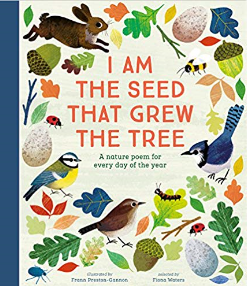 I AM
THE SEED
THAT GREW
THE TREE
A nature poem for
every day of the year
illustrated by
Frann Preston-Gannon
selected by
Fiona Waters